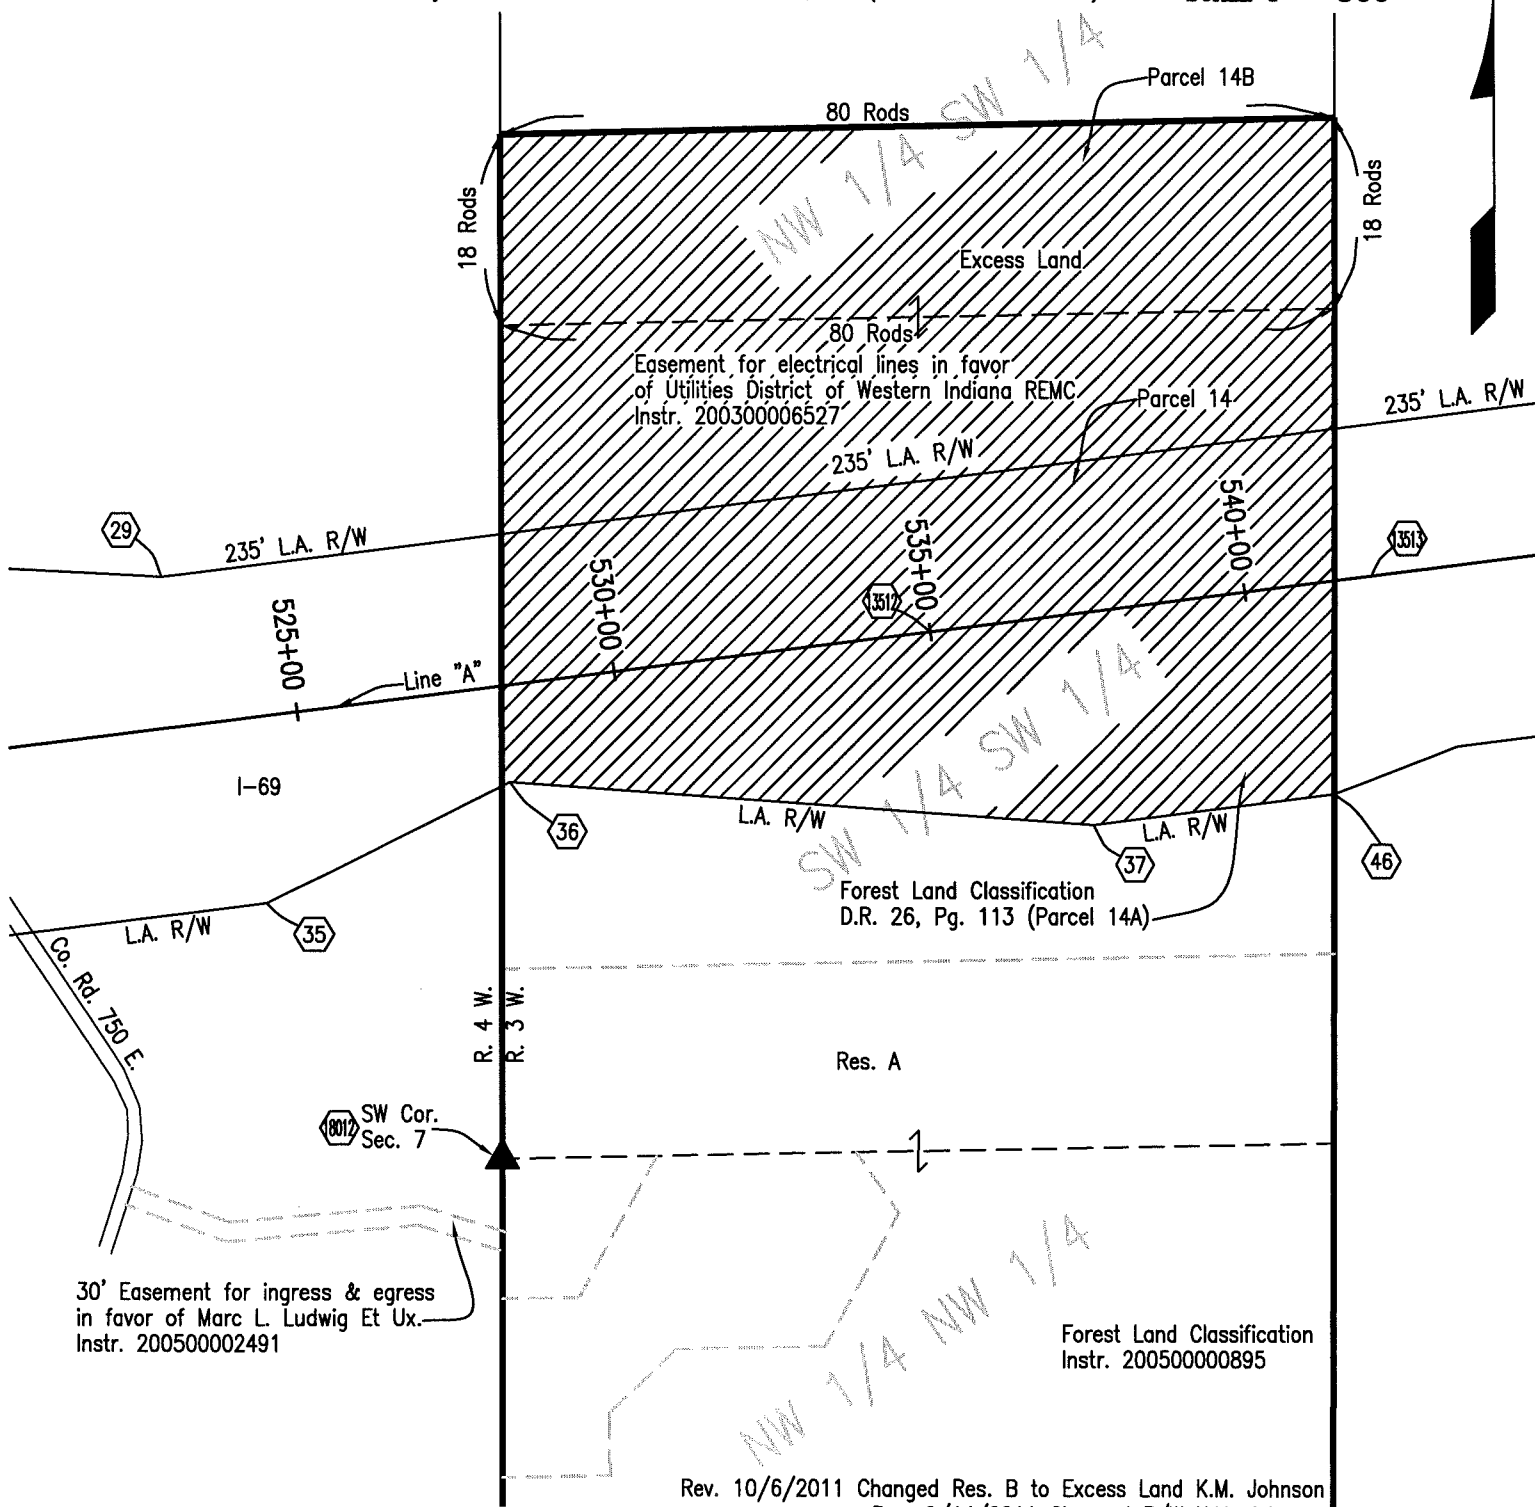 NW 1/4 SW 1/4
Parcel 14B
80 Rods
18 Rods
18 Rods
Excess Land
80 Rods
Easement for electrical lines in favor
of Utilities District of Western Indiana REMC
Instr. 200300006527
Parcel 14
235' L.A. R/W
235' L.A. R/W
235' L.A. R/W
29
540+00
535+00
530+00
525+00
13513
13512
Line "A"
I-69
SW 1/4 SW 1/4
L.A. R/W
L.A. R/W
36
37
46
Forest Land Classification
D.R. 26, Pg. 113 (Parcel 14A)
L.A. R/W
35
Co. Rd. 750 E.
R. 4 W.
R. 3 W.
Res. A
18012
SW Cor.
Sec. 7
30' Easement for ingress & egress
in favor of Marc L. Ludwig Et Ux.
Instr. 200500002491
NW 1/4 NW 1/4
Forest Land Classification
Instr. 200500000895
Rev. 10/6/2011 Changed Res. B to Excess Land K.M. Johnson